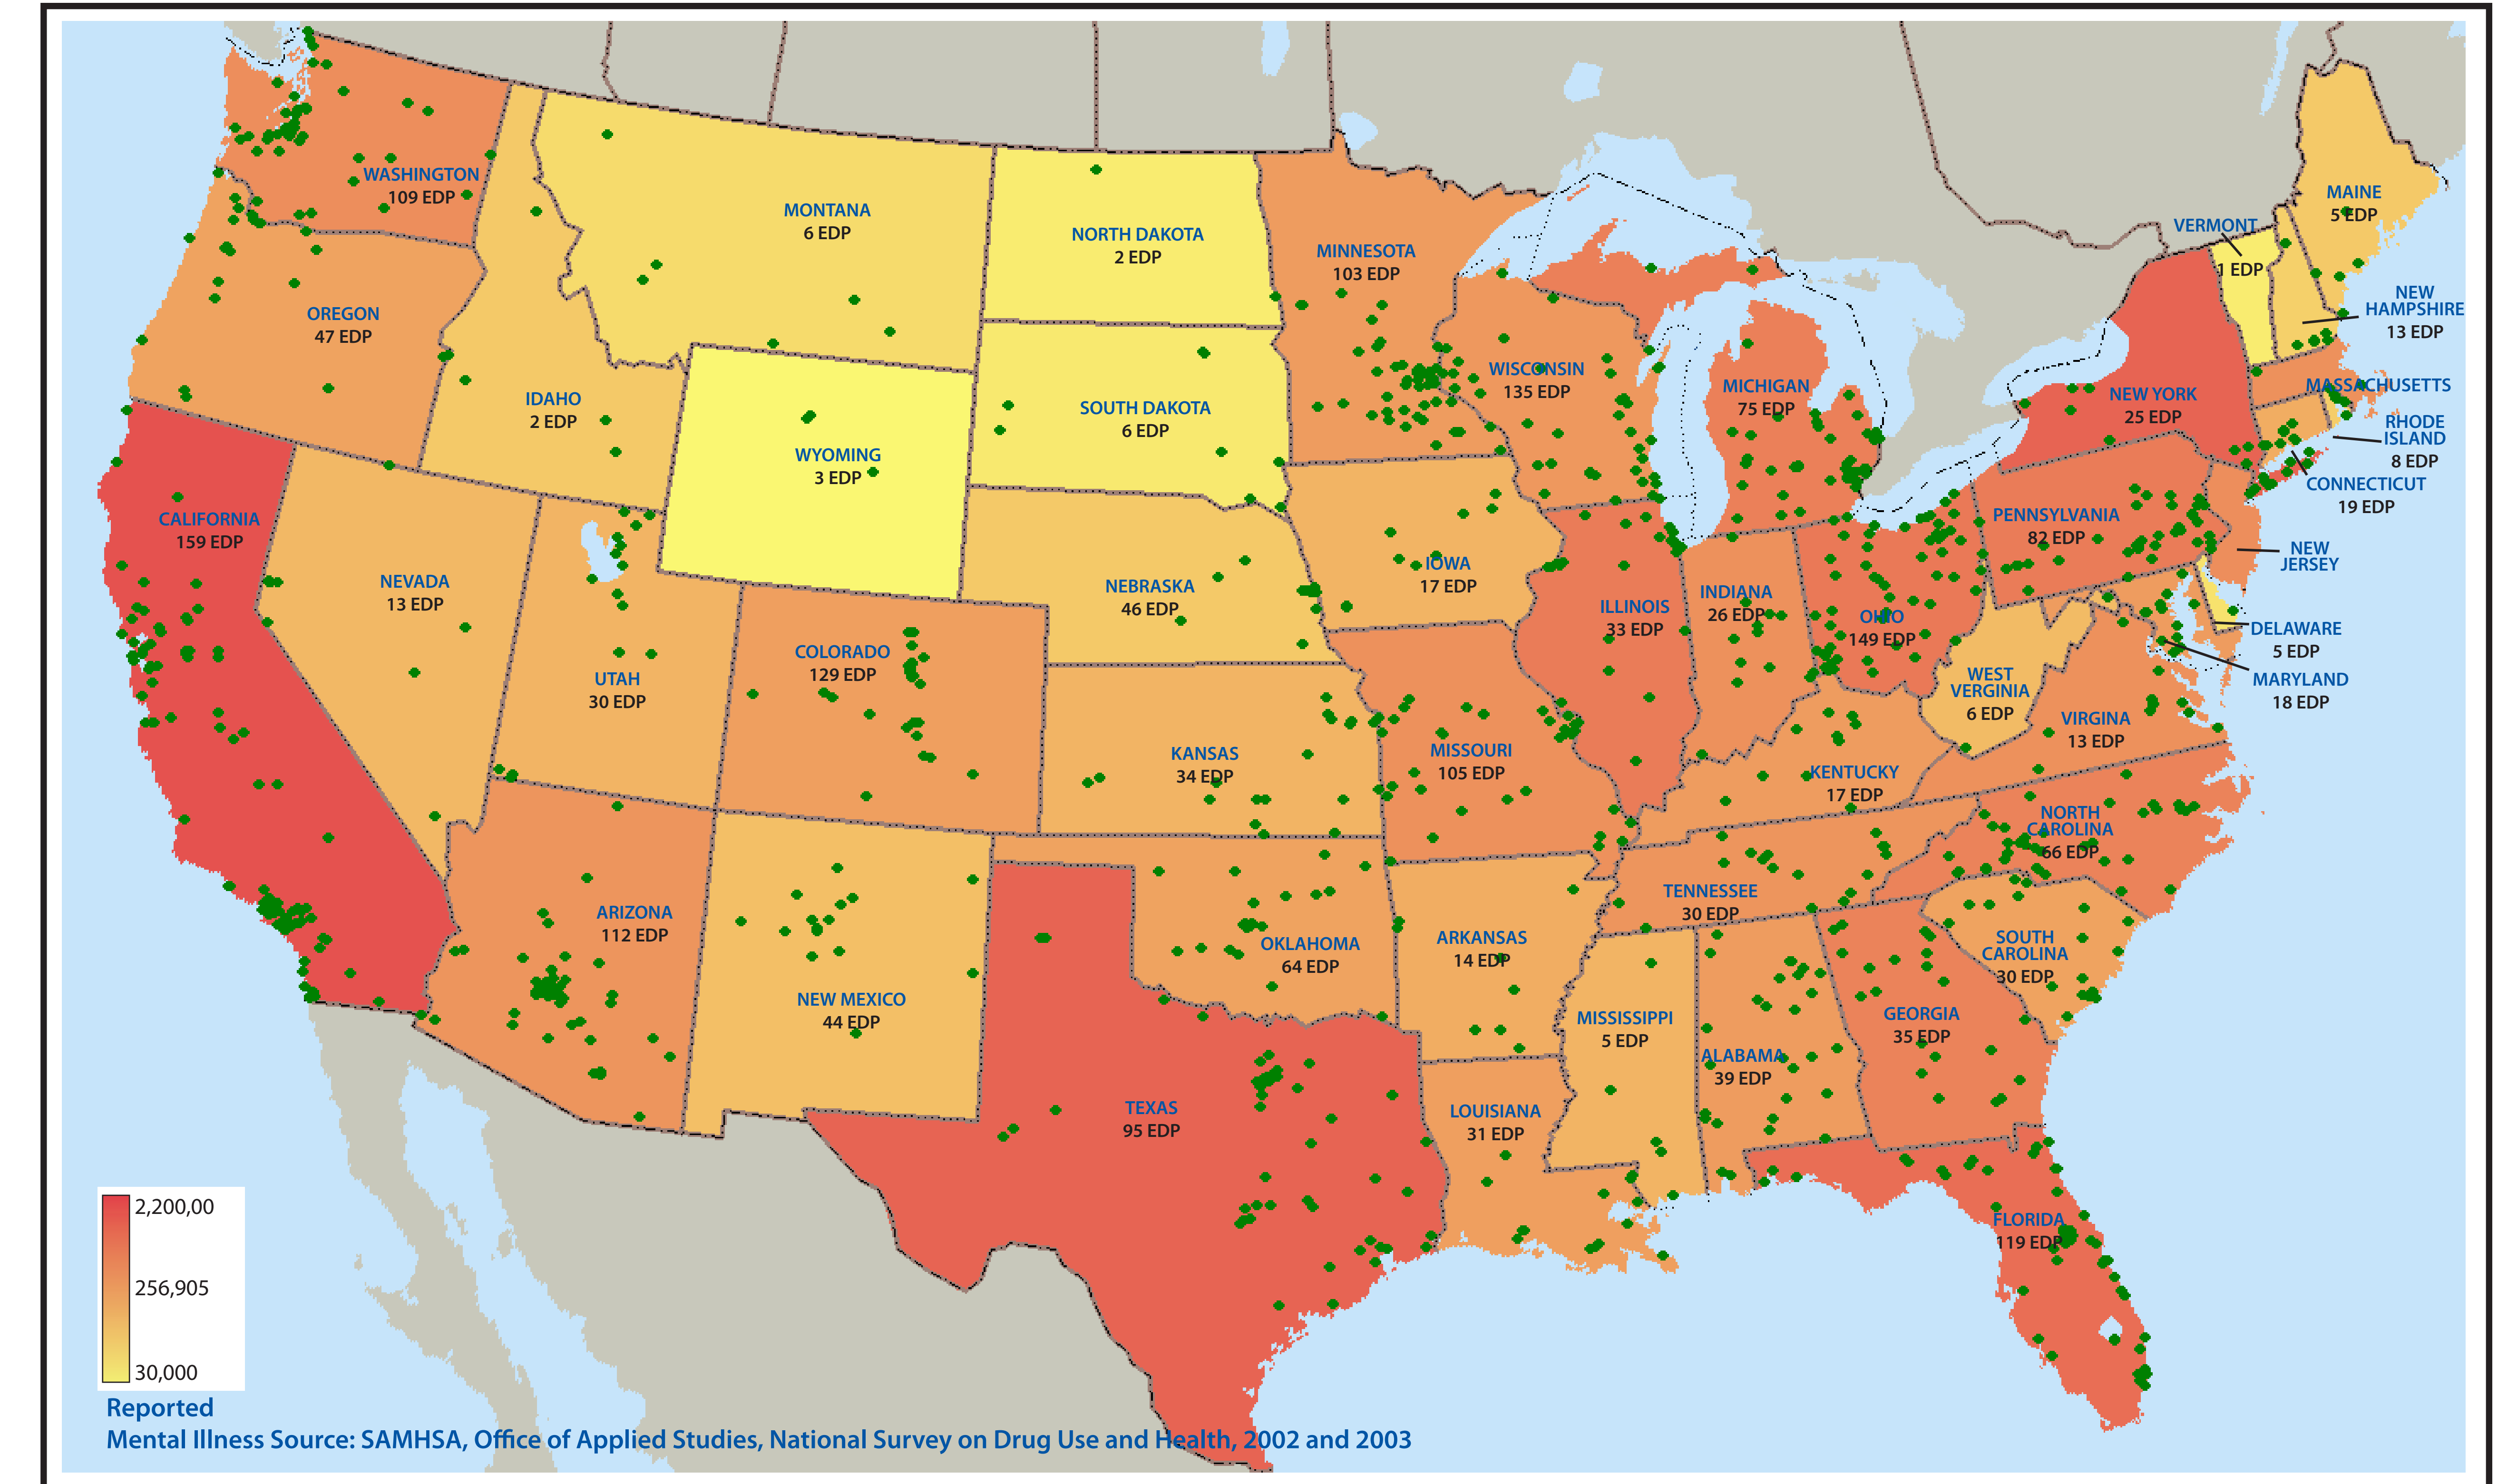 WASHINGTON
109 EDP
MONTANA
6 EDP
NORTH DAKOTA
2 EDP
MINNESOTA
103 EDP
MAINE
5 EDP
VERMONT
1 EDP
NEW
HAMPSHIRE
13 EDP
OREGON
47 EDP
IDAHO
2 EDP
WYOMING
3 EDP
SOUTH DAKOTA
6 EDP
WISCONSIN
135 EDP
MICHIGAN
75 EDP
NEW YORK
25 EDP
MASSACHUSETTS
RHODE
ISLAND
8 EDP
CONNECTICUT
19 EDP
CALIFORNIA
159 EDP
NEVADA
13 EDP
UTAH
30 EDP
COLORADO
129 EDP
NEBRASKA
46 EDP
IOWA
17 EDP
ILLINOIS
33 EDP
INDIANA
26 EDP
OHIO
149 EDP
PENNSYLVANIA
82 EDP
NEW
JERSEY
DELAWARE
5 EDP
MARYLAND
18 EDP
WEST
VERGINIA
6 EDP
VIRGINA
13 EDP
KANSAS
34 EDP
MISSOURI
105 EDP
KENTUCKY
17 EDP
NORTH
CAROLINA
66 EDP
TENNESSEE
30 EDP
ARIZONA
112 EDP
NEW MEXICO
44 EDP
OKLAHOMA
64 EDP
ARKANSAS
14 EDP
SOUTH
CAROLINA
30 EDP
MISSISSIPPI
5 EDP
ALABAMA
39 EDP
GEORGIA
35 EDP
TEXAS
95 EDP
LOUISIANA
31 EDP
FLORIDA
119 EDP
2,200,00
256,905
30,000
Reported
Mental Illness Source: SAMHSA, Office of Applied Studies, National Survey on Drug Use and Health, 2002 and 2003